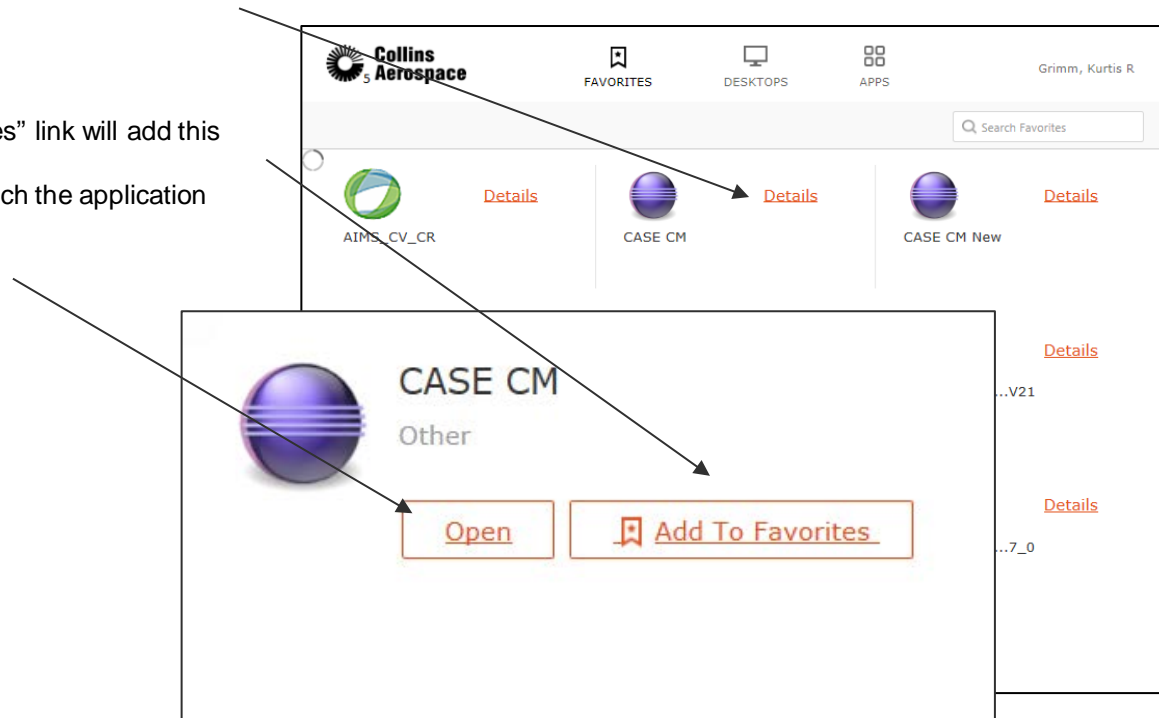 Collins
5 Aerospace
FAVORITES
DESKTOPS
APPS
Grimm, Kurtis R
Search Favorites
es” link will add this
ch the application
Details
Details
Details
AIMS_CV_CR
CASE CM
CASE CM New
Details
...V21
CASE CM
Other
Open
Add To Favorites
Details
...7_0